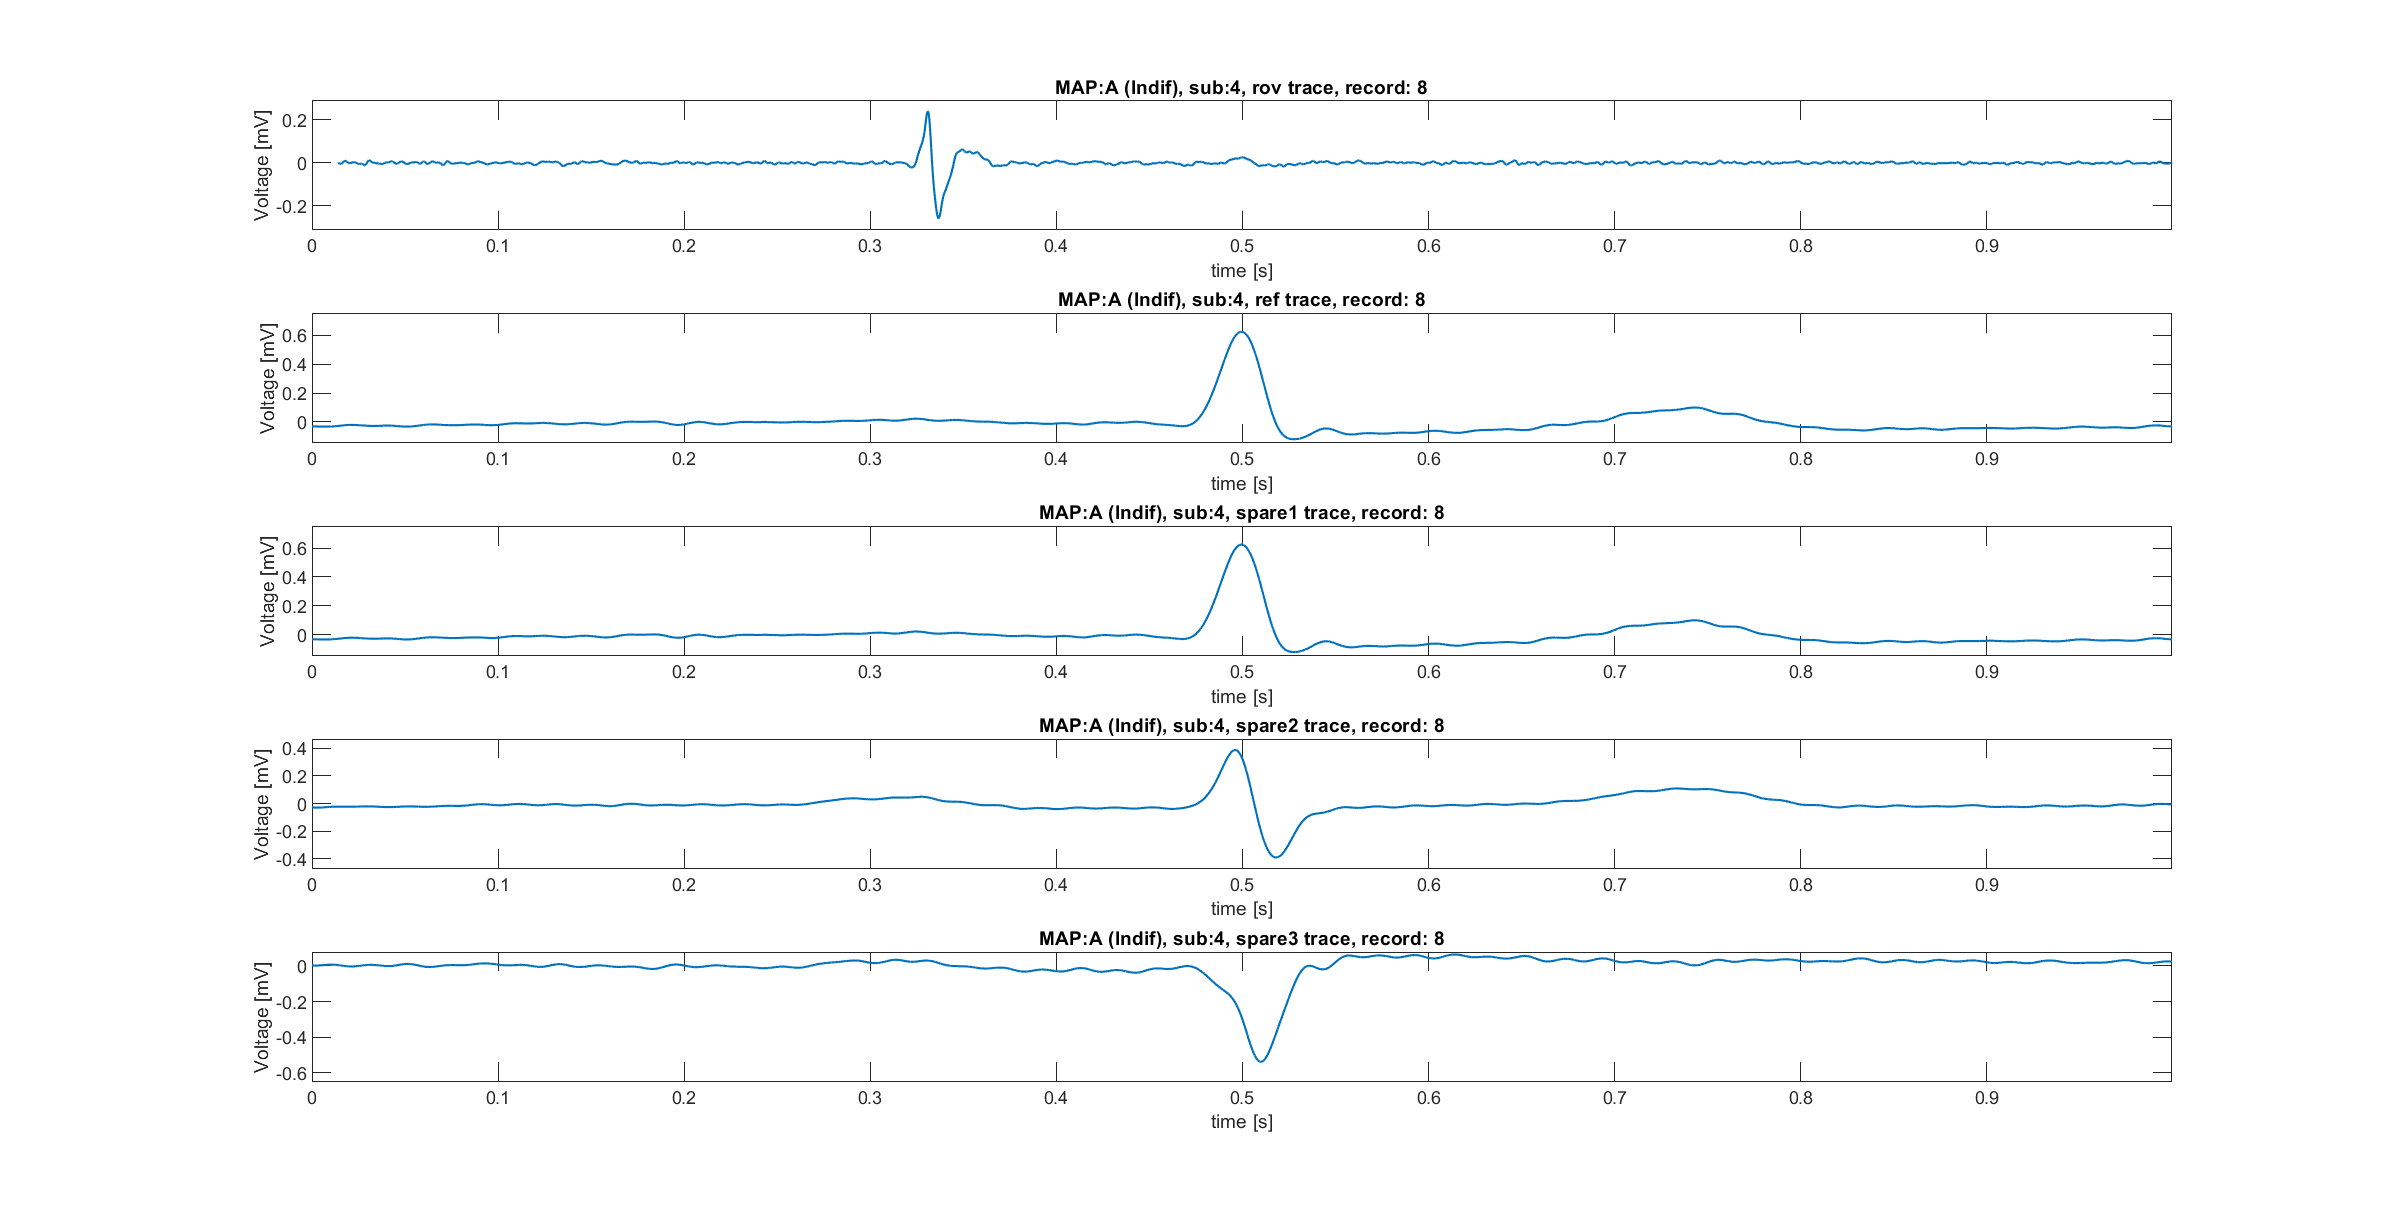 MAP:A (Indif), sub:4, rov trace, record: 8
Voltage [mV]
0.2
0
-0.2
0 0.1 0.2 0.3 0.4 0.5 0.6 0.7 0.8 0.9
time [s]
MAP:A (Indif), sub:4, ref trace, record: 8
Voltage [mV]
0.6
0.4
0.2
0
0 0.1 0.2 0.3 0.4 0.5 0.6 0.7 0.8 0.9
time [s]
MAP:A (Indif), sub:4, spare1 trace, record: 8
Voltage [mV]
0.6
0.4
0.2
0
0 0.1 0.2 0.3 0.4 0.5 0.6 0.7 0.8 0.9
time [s]
MAP:A (Indif), sub:4, spare2 trace, record: 8
Voltage [mV]
0.4
0.2
0
-0.2
-0.4
0 0.1 0.2 0.3 0.4 0.5 0.6 0.7 0.8 0.9
time [s]
MAP:A (Indif), sub:4, spare3 trace, record: 8
Voltage [mV]
0
-0.2
-0.4
-0.6
0 0.1 0.2 0.3 0.4 0.5 0.6 0.7 0.8 0.9
time [s]